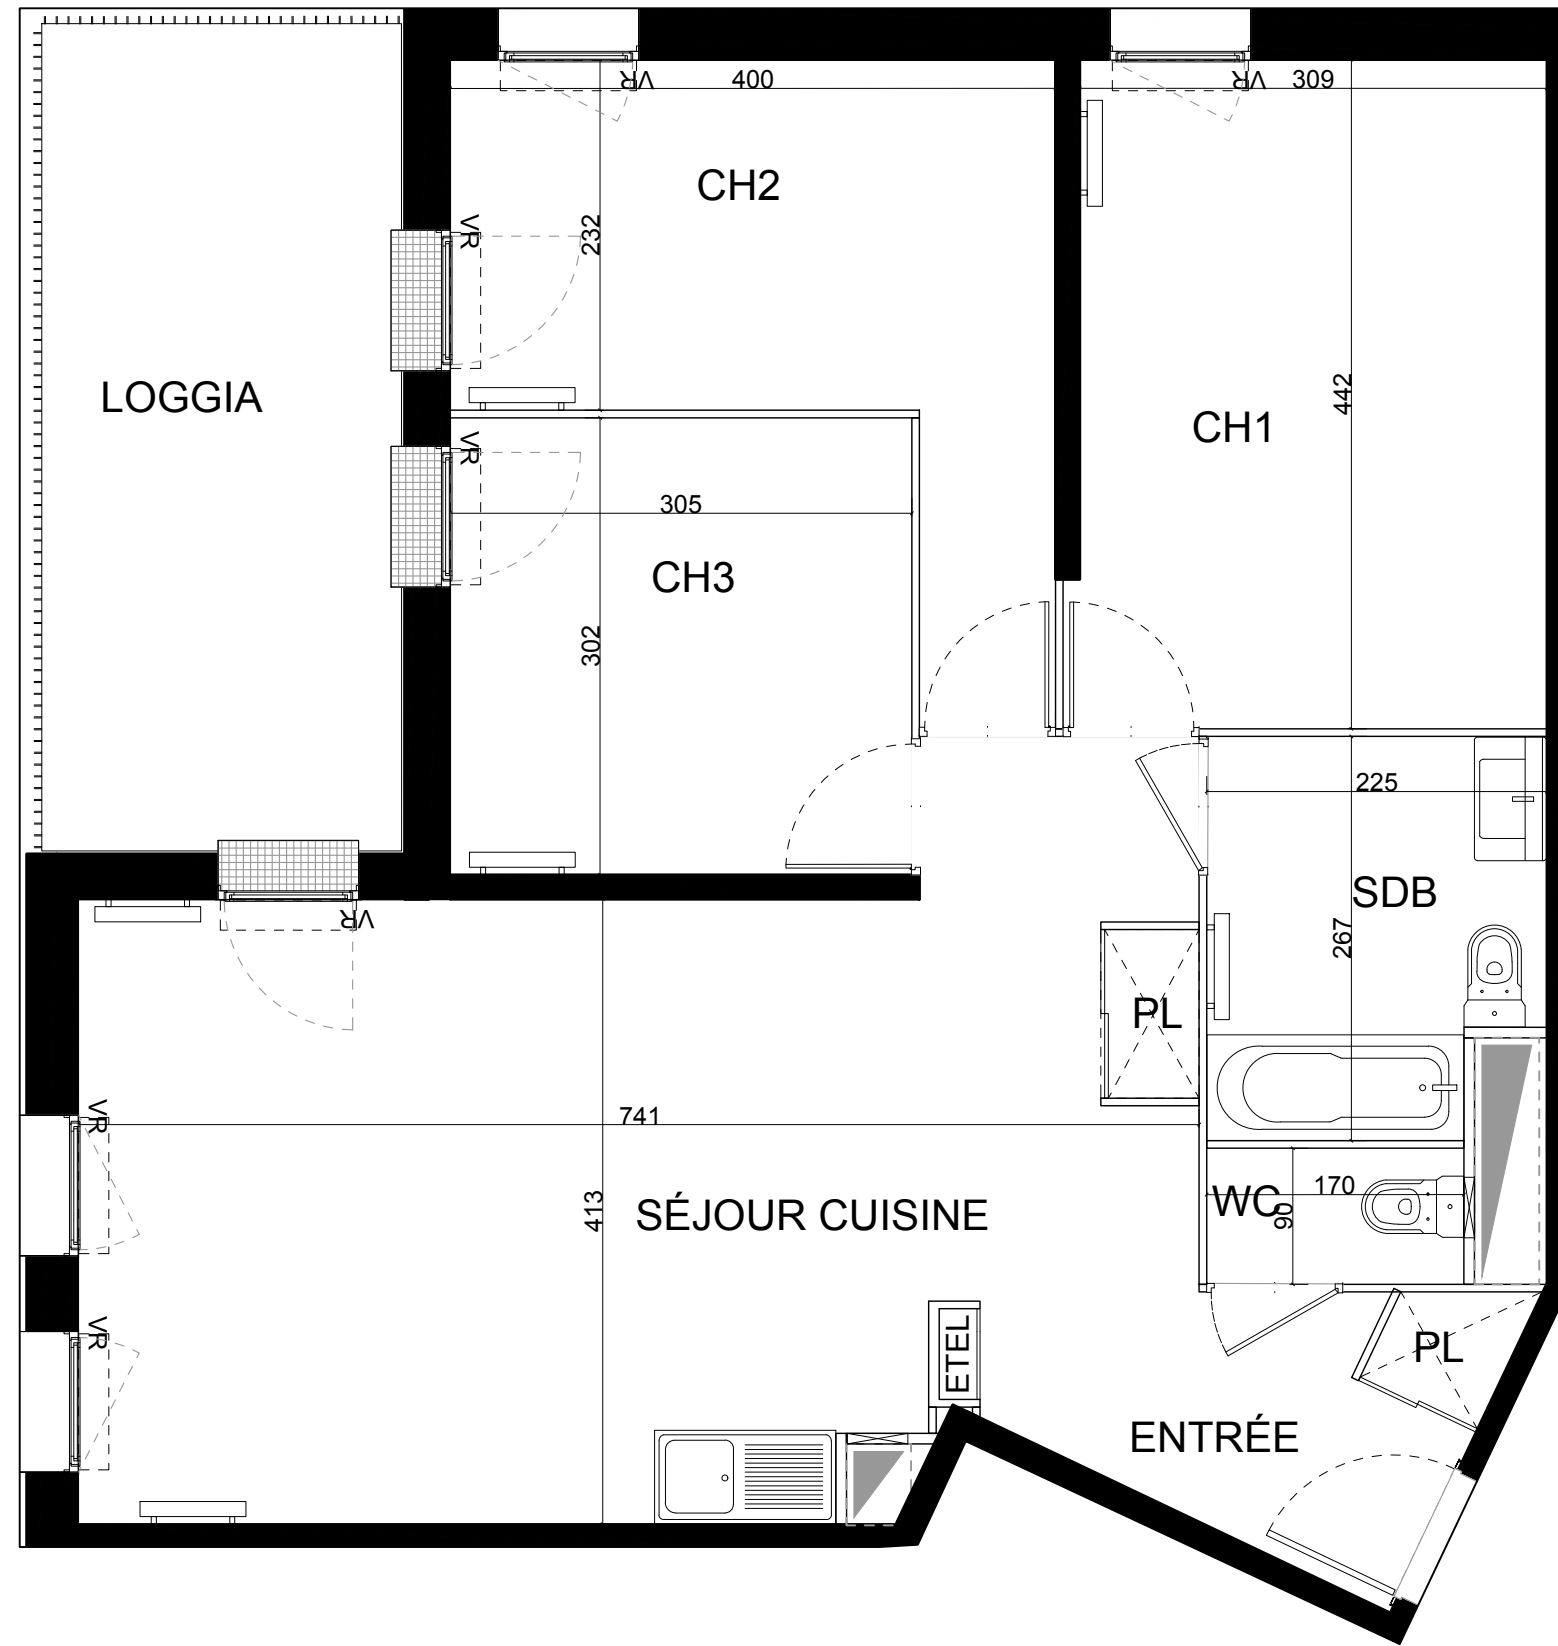 VR
400
VR
309
CH2
VR
232
LOGGIA
442
CH1
VR
305
CH3
302
225
SDB
267
VR
PL
VR
741
170
WC
90
413
SÉJOUR CUISINE
VR
ETEL
PL
ENTRÉE